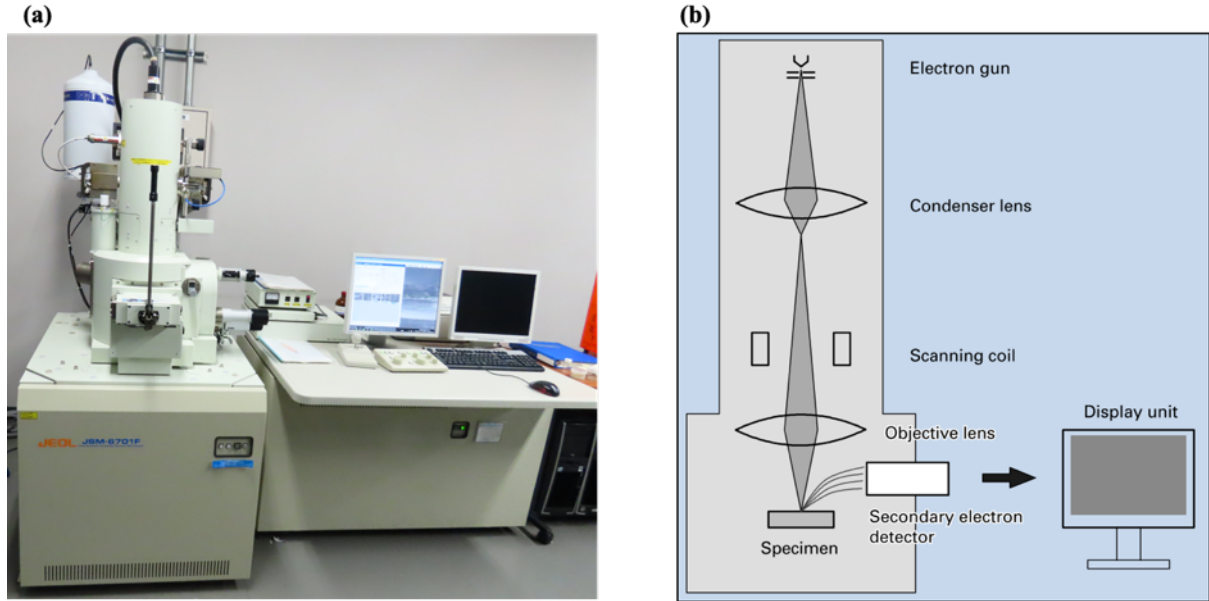 (a)
JEOL JSM-6701F
(b)
Electron gun
Condenser lens
Scanning coil
Objective lens
Display unit
Secondary electron
detector
Specimen